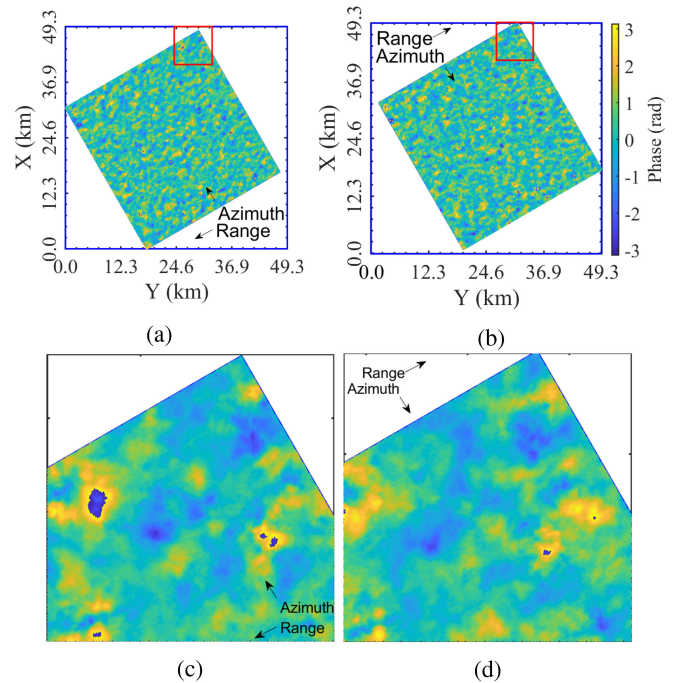 49.3
36.9
24.6
12.3
0.0
X (km)
Azimuth
Range
0.0 12.3 24.6 36.9 49.3
Y (km)
(a)
49.3
36.9
24.6
12.3
0.0
X (km)
Range
Azimuth
0.0 12.3 24.6 36.9 49.3
Y (km)
(b)
3
2
1
0
-1
-2
-3
Phase (rad)
Azimuth
Range
(c)
Range
Azimuth
(d)